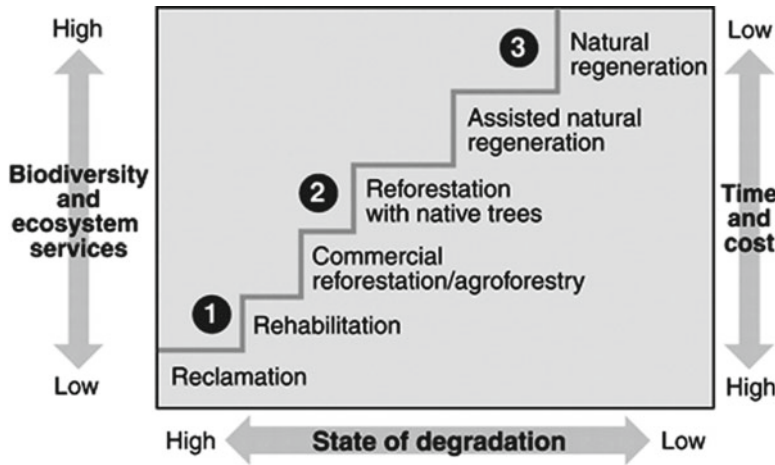 High
Low
3
Natural
regeneration
Assisted natural
regeneration
Biodiversity
and
ecosystem
services
2
Reforestation
with native trees
Time
and
cost
Commercial
reforestation/agroforestry
1
Rehabilitation
Reclamation
Low
High
High
State of degradation
Low